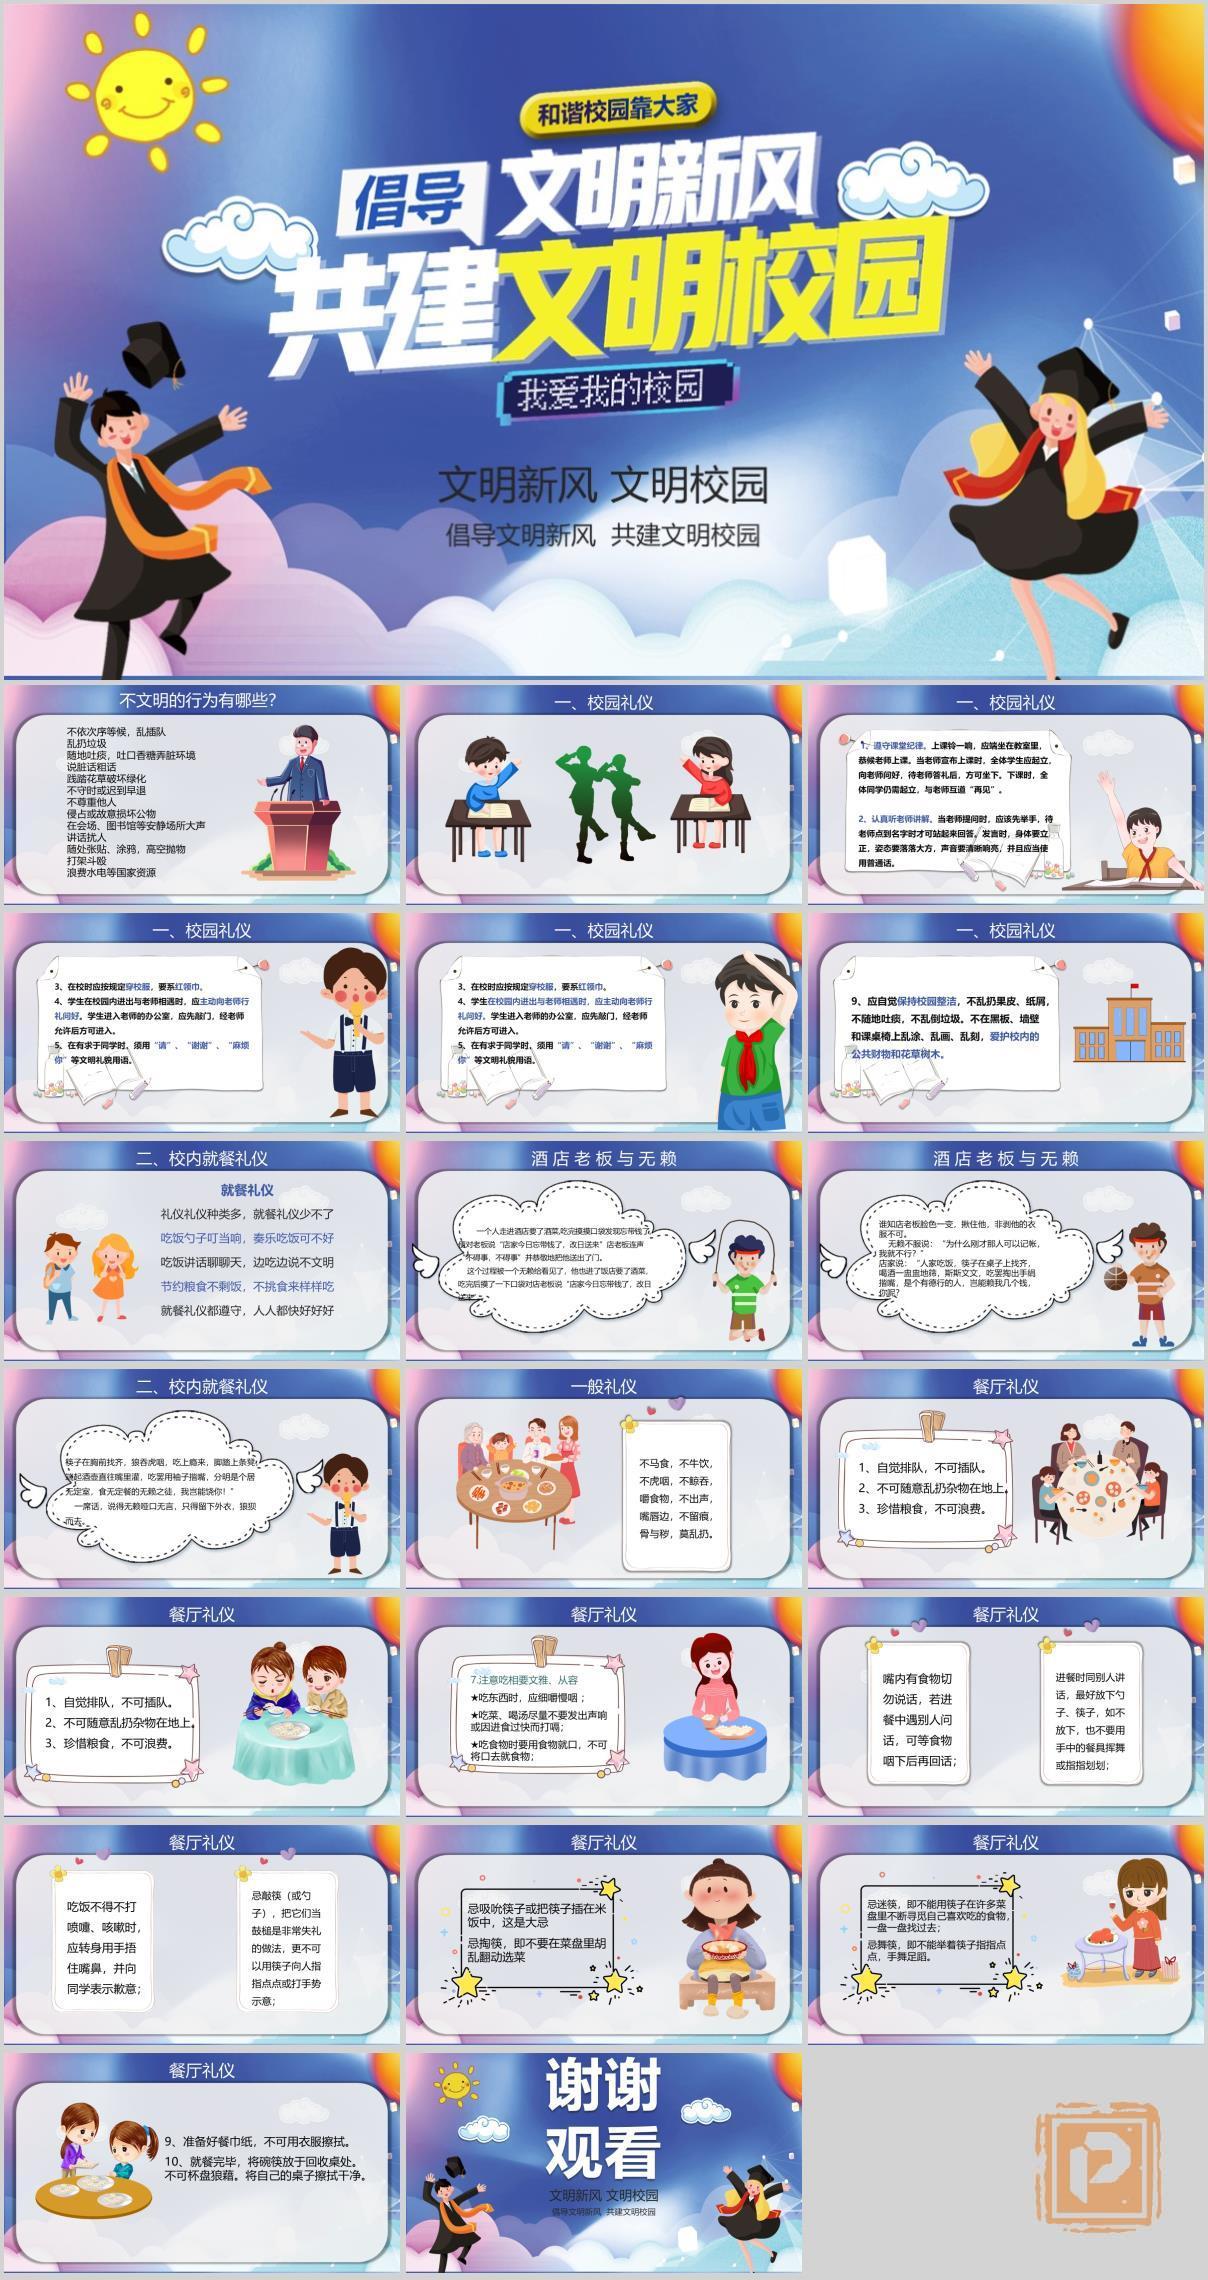 和谐校园靠大家
倡导 文明新风
共建文明校园
我爱我的校园
文明新风 文明校园
倡导文明新风 共建文明校园
不文明的行为有哪些?
不依次序等候，乱插队
乱扔垃圾
随地吐痰，吐口香糖弄脏环境
说脏话粗话
践踏花草破坏绿化
不守时或迟到早退
不尊重他人
侵占或故意损坏公物
在会场、图书馆等安静场所大声
讲话扰人
随处张贴、涂鸦，高空抛物
打架斗殴
浪费水电等国家资源
一、校园礼仪
一、校园礼仪
1、遵守课堂纪律。上课铃一响，应端坐在教室里，
恭候老师上课。当老师宣布上课时，全体学生应起立，
向老师问好，待老师答礼后，方可坐下。下课时，全
体同学仍需起立，与老师互道“再见”。
2、认真听老师讲解。当老师提问时，应该先举手，待
老师点到名字时才可站起来回答。发言时，身体要立
正，姿态要落落大方，声音要清晰响亮，并且应当使
用普通话。
一、校园礼仪
3、在校时应按规定穿校服，要系红领巾。
4、学生在校园内进出与老师相遇时，应主动向老师行
礼问好。学生进入老师的办公室，应先敲门，经老师
允许后方可进入。
5、在有求于同学时、须用“请”、“谢谢”、“麻烦
你”等文明礼貌用语。
一、校园礼仪
3、在校时应按规定穿校服，要系红领巾。
4、学生在校园内进出与老师相遇时，应主动向老师行
礼问好。学生进入老师的办公室，应先敲门，经老师
允许后方可进入。
5、在有求于同学时、须用“请”、“谢谢”、“麻烦
你”等文明礼貌用语。
一、校园礼仪
9、应自觉保持校园整洁，不乱扔果皮、纸屑，
不随地吐痰，不乱倒垃圾。不在黑板、墙壁
和课桌椅上乱涂、乱画、乱刻，爱护校内的
公共财物和花草树木。
二、校内就餐礼仪
就餐礼仪
礼仪礼仪种类多，就餐礼仪少不了
吃饭勺子叮当响，奏乐吃饭可不好
吃饭讲话聊聊天，边吃边说不文明
节约粮食不剩饭，不挑食来样样吃
就餐礼仪都遵守，人人都快好好好
酒店老板与无赖
一个人走进酒店要了酒菜,吃完摸摸口袋发现忘带钱了,
便对老板说“店家今日忘带钱了，改日送来”店老板连声
“不碍事，不碍事”并恭敬地把他送出了门。
这个过程被一个无赖给看见了，他也进了饭店要了酒菜，
吃完后摸了一下口袋对店老板说“店家今日忘带钱了，改日
送来”
酒店老板与无赖
谁知店老板脸色一变，揪住他，非剥他的衣
服不可。
无赖不服说：“为什么刚才那人可以记帐，
我就不行？”
店家说：“人家吃饭，筷子在桌子上找齐，
喝酒一盅盅地筛，斯斯文文，吃罢掏出手绢
揩嘴，是个有德行的人，岂能赖我几个钱，
你呢?
二、校内就餐礼仪
筷子在胸前找齐，狼吞虎咽，吃上瘾来，脚踏上条凳，
端起酒壶直往嘴里灌，吃罢用袖子揩嘴，分明是个居
无定室，食无定餐的无赖之徒，我岂能饶你！”
一席话，说得无赖哑口无言，只得留下外衣，狼狈
而去。
一般礼仪
不马食，不牛饮，
不虎咽，不鲸吞，
嚼食物，不出声，
嘴唇边，不留痕，
骨与秽，莫乱扔。
餐厅礼仪
1、自觉排队，不可插队。
2、不可随意乱扔杂物在地上。
3、珍惜粮食，不可浪费。
餐厅礼仪
1、自觉排队，不可插队。
2、不可随意乱扔杂物在地上。
3、珍惜粮食，不可浪费。
餐厅礼仪
7.注意吃相要文雅、从容
★吃东西时，应细嚼慢咽；
★吃菜、喝汤尽量不要发出声响
或因进食过快而打嗝；
★吃食物时要用食物就口，不可
将口去就食物；
餐厅礼仪
嘴内有食物切
勿说话，若进
餐中遇别人问
话，可等食物
咽下后再回话；
进餐时同别人讲
话，最好放下勺
子、筷子，如不
放下，也不要用
手中的餐具挥舞
或指指划划；
餐厅礼仪
吃饭不得不打
喷嚏、咳嗽时，
应转身用手捂
住嘴鼻，并向
同学表示歉意；
忌敲筷（或勺
子），把它们当
鼓槌是非常失礼
的做法，更不可
以用筷子向人指
指点点或打手势
示意；
餐厅礼仪
忌吸吮筷子或把筷子插在米
饭中，这是大忌
忌掏筷，即不要在菜盘里胡
乱翻动选菜
餐厅礼仪
忌迷筷，即不能用筷子在许多菜
盘里不断寻觅自己喜欢吃的食物，
一盘一盘找过去；
忌舞筷，即不能举着筷子指指点
点，手舞足蹈。
餐厅礼仪
9、准备好餐巾纸，不可用衣服擦拭。
10、就餐完毕，将碗筷放于回收桌处。
不可杯盘狼藉。将自己的桌子擦拭干净。
谢谢
观看
文明新风 文明校园
倡导文明新风 共建文明校园